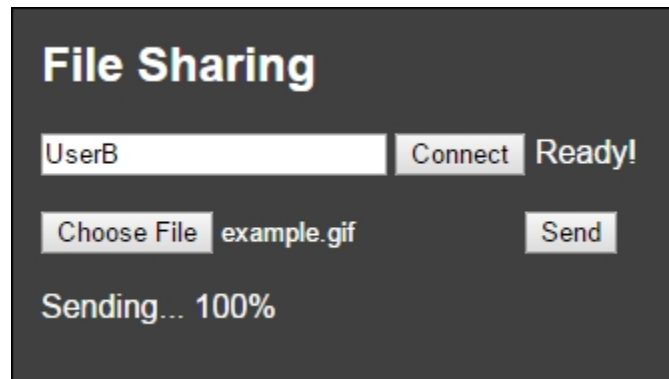 File Sharing
UserB Connect Ready!
Choose File example.gif Send
Sending... 100%